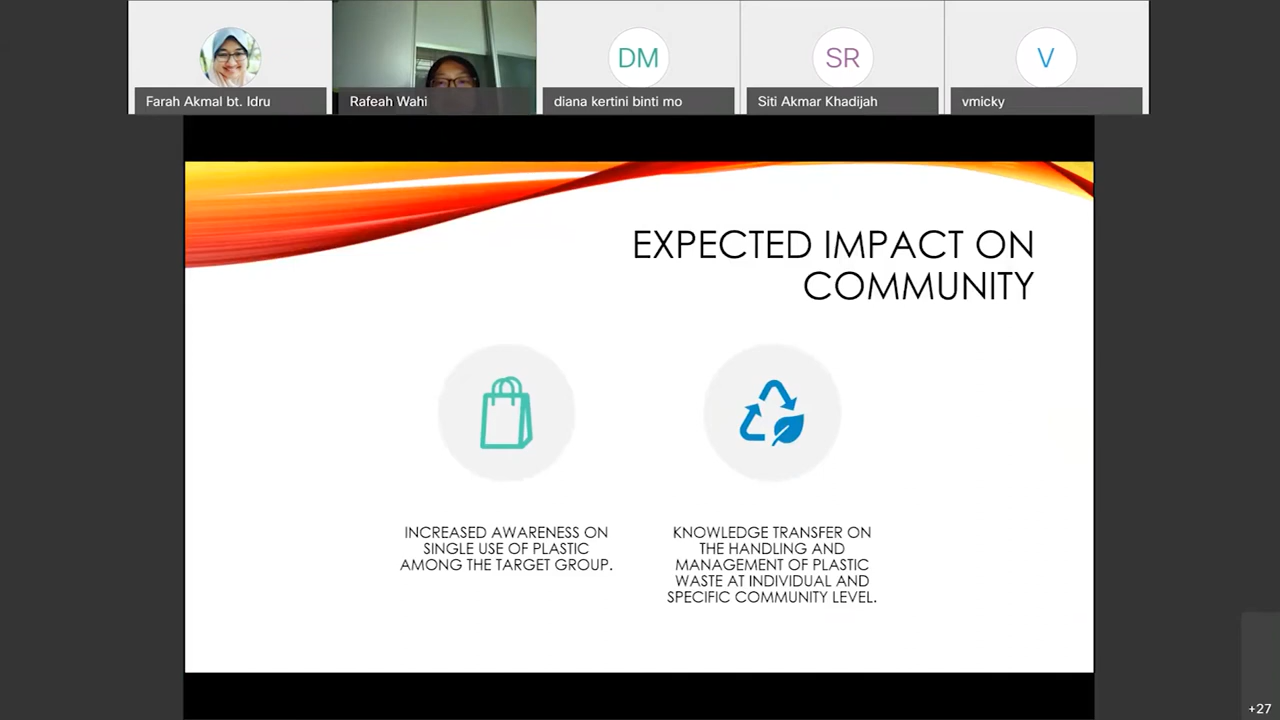 Farah Akmal bt. Idru
Rafeah Wahi
DM
diana kertini binti mo
SR
Siti Akmar Khadijah
V
vmicky
EXPECTED IMPACT ON
COMMUNITY
INCREASED AWARENESS ON
SINGLE USE OF PLASTIC
AMONG THE TARGET GROUP.
KNOWLEDGE TRANSFER ON
THE HANDLING AND
MANAGEMENT OF PLASTIC
WASTE AT INDIVIDUAL AND
SPECIFIC COMMUNITY LEVEL.
+27